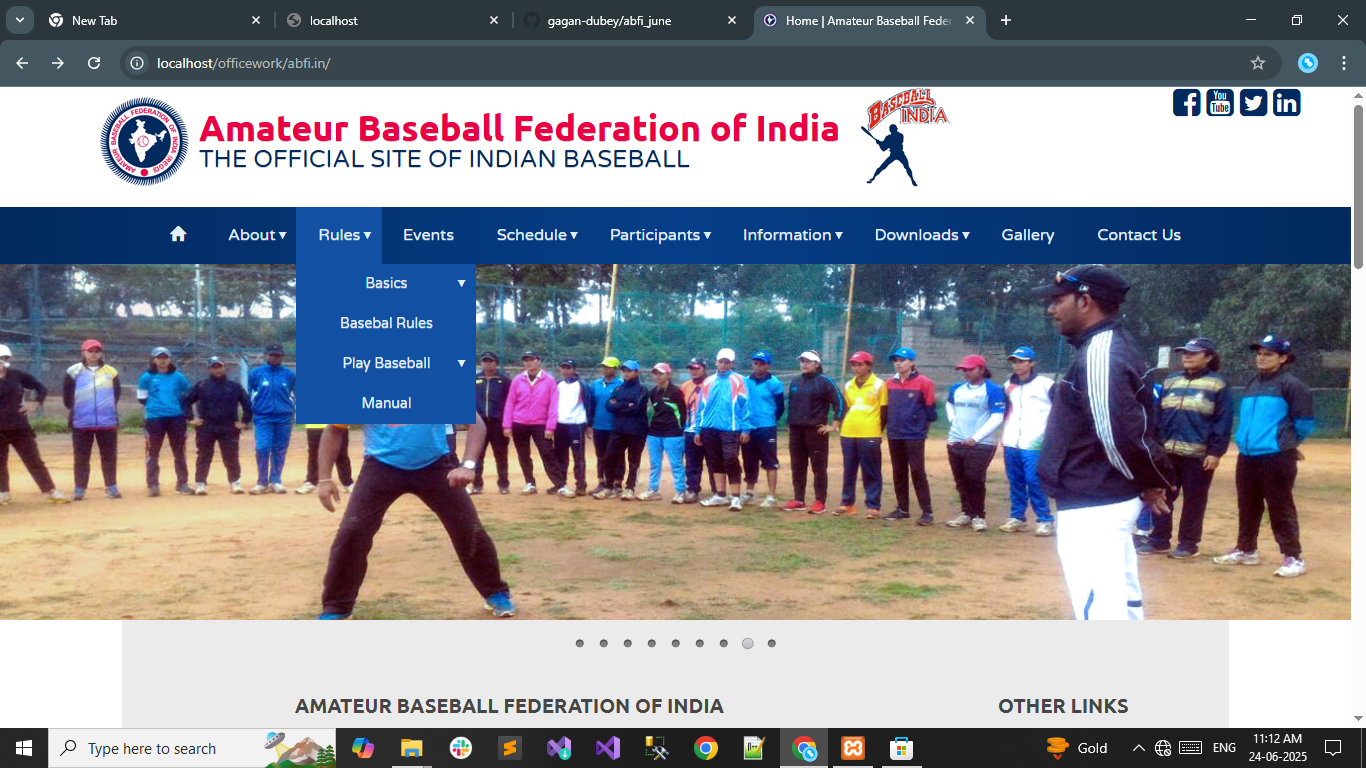 New Tab
localhost
gagan-dubey/abfi_june
Home | Amateur Baseball Feder
localhost/officework/abfi.in/
AMATEUR BASEBALL FEDERATION OF INDIA (REGD)
Amateur Baseball Federation of India
THE OFFICIAL SITE OF INDIAN BASEBALL
BASEBALL
INDIA
You
Tube
in
About
Rules
Events
Schedule
Participants
Information
Downloads
Gallery
Contact Us
Basics
Basebal Rules
Play Baseball
Manual
AMATEUR BASEBALL FEDERATION OF INDIA
OTHER LINKS
Type here to search
Gold
ENG
11:12 AM
24-06-2025